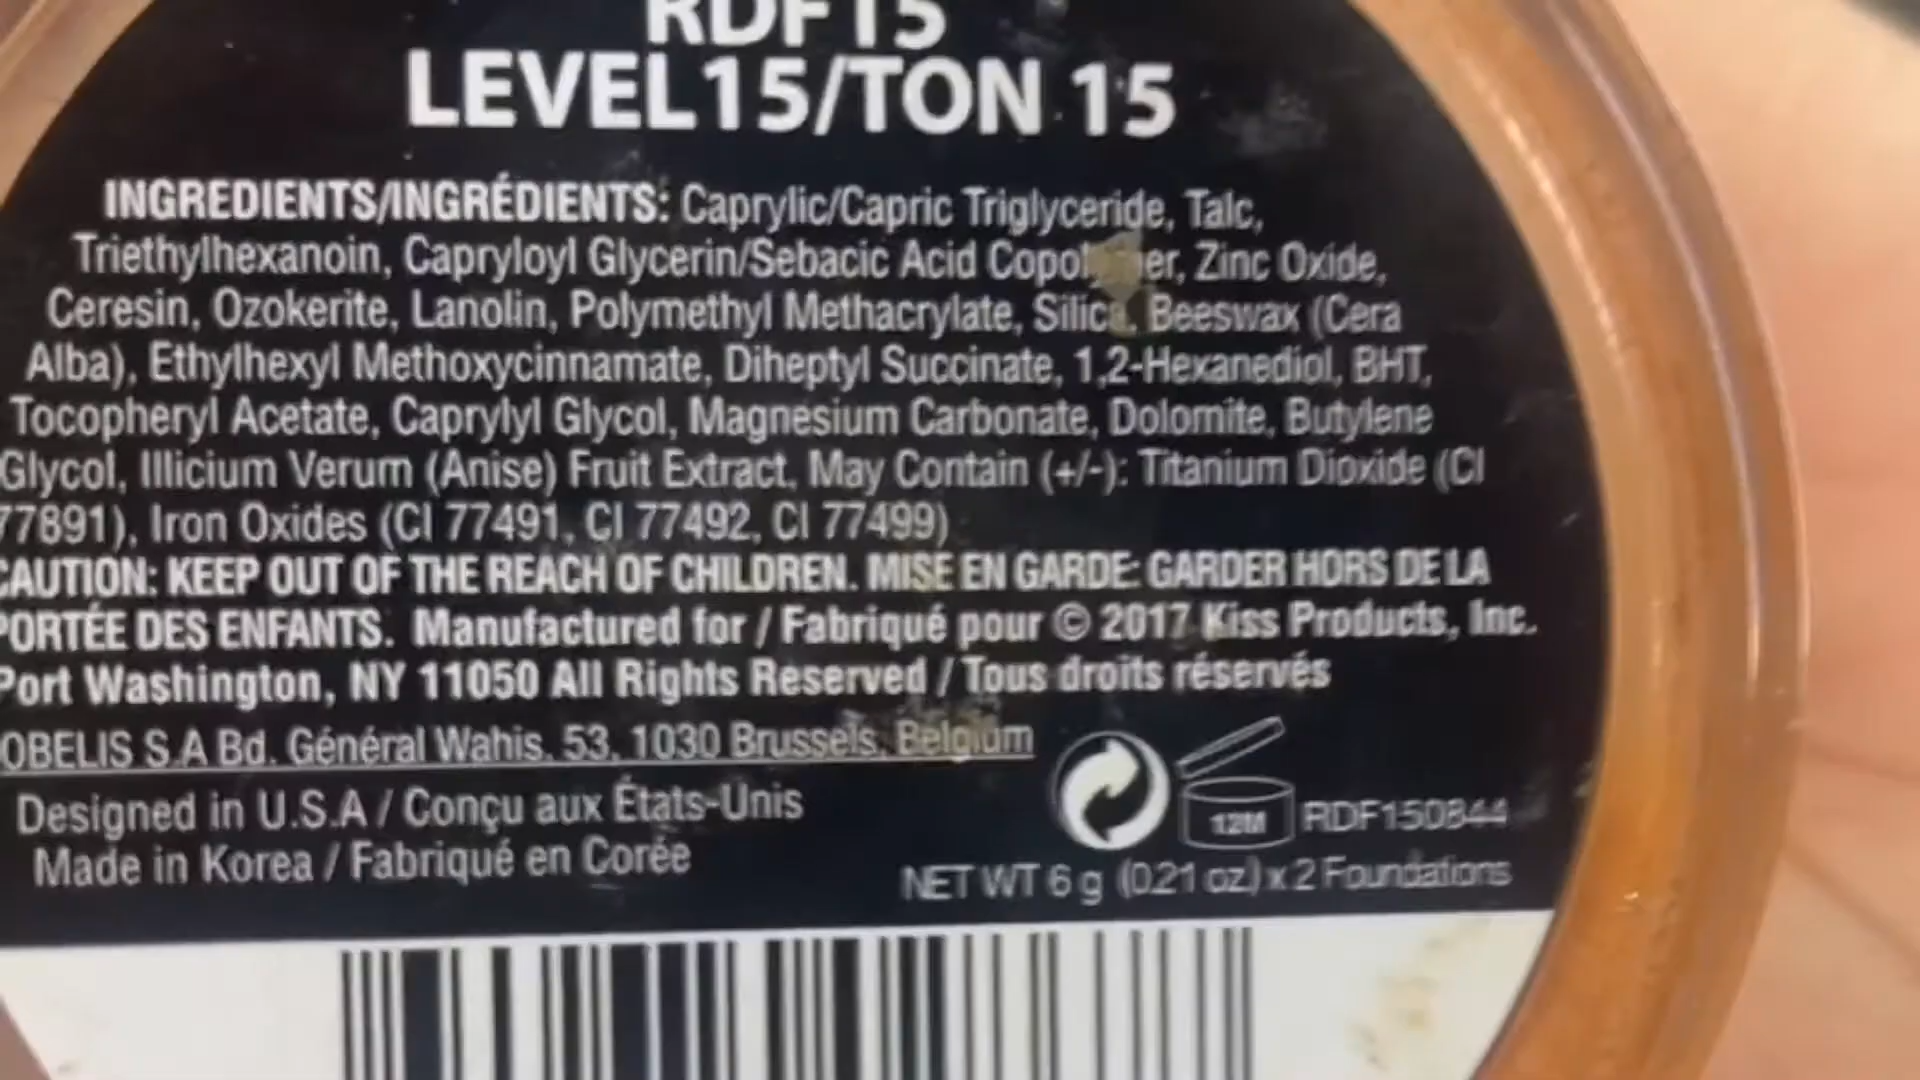 RDF15
LEVEL15/TON 15
INGREDIENTS/INGRÉDIENTS: Caprylic/Capric Triglyceride, Talc,
Triethylhexanoin, Capryloyl Glycerin/Sebacic Acid Zinc Oxide,
Ceresin, Ozokerite, Lanolin, Polymethyl Methacrylate, Silica, Beeswax (Cera
Alba), Ethylhexyl Methoxycinnamate, Diheptyl Succinate, 1,2-Hexanediol, BHT,
Tocopheryl Acetate, Caprylyl Glycol, Magnesium Carbonate, Dolomite, Butylene
Glycol, Illicium Verum (Anise) Fruit Extract, May Contain (+/-): Titanium Dioxide (CI
77891), Iron Oxides (CI 77491, CI 77492, CI 77499)
CAUTION: KEEP OUT OF THE REACH OF CHILDREN. MISE EN GARDE: GARDER HORS DE LA
PORTÉE DES ENFANTS. Manufactured for / Fabriqué pour © 2017 Kiss Products, Inc.
Port Washington, NY 11050 All Rights Reserved / Tous droits réservés
OBELIS S.A Bd. Général Wahis, 53, 1030 Brussels, Belgium
Designed in U.S.A / Conçu aux États-Unis
Made in Korea / Fabriqué en Corée
12M
RDF150844
NET WT 6 g (0.21 oz.) x 2 Foundations